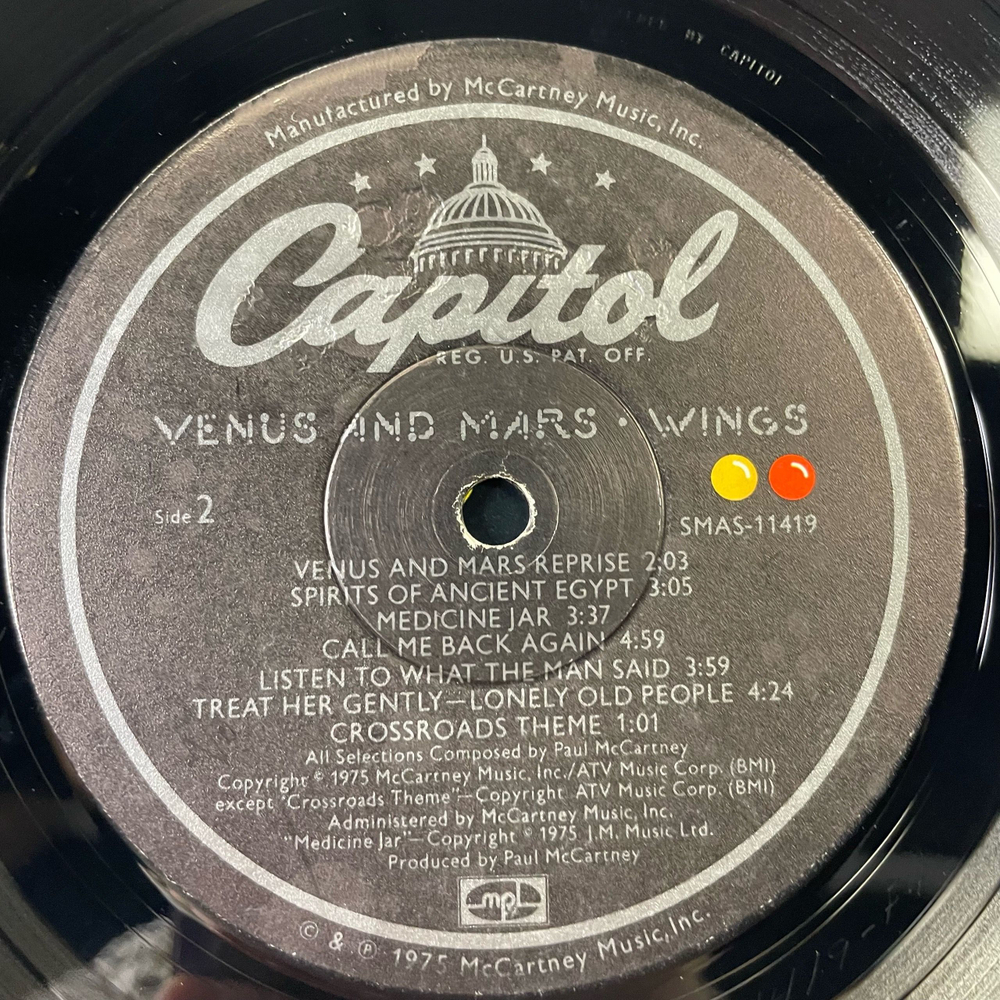 MFD. BY CAPITOL
Manufactured by McCartney Music, Inc.
Capitol
REG. U.S. PAT. OFF.
VENUS AND MARS · WINGS
Side 2
SMAS-11419
VENUS AND MARS REPRISE 2:03
SPIRITS OF ANCIENT EGYPT 3:05
MEDICINE JAR 3:37
CALL ME BACK AGAIN 4:59
LISTEN TO WHAT THE MAN SAID 3:59
TREAT HER GENTLY—LONELY OLD PEOPLE 4:24
CROSSROADS THEME 1:01
All Selections Composed by Paul McCartney
Copyright © 1975 McCartney Music, Inc./ATV Music Corp. (BMI)
except "Crossroads Theme"—Copyright ATV Music Corp. (BMI)
Administered by McCartney Music, Inc.
"Medicine Jar"—Copyright © 1975 J.M. Music Ltd.
Produced by Paul McCartney
mpl
© & ℗ 1975 McCartney Music, Inc.